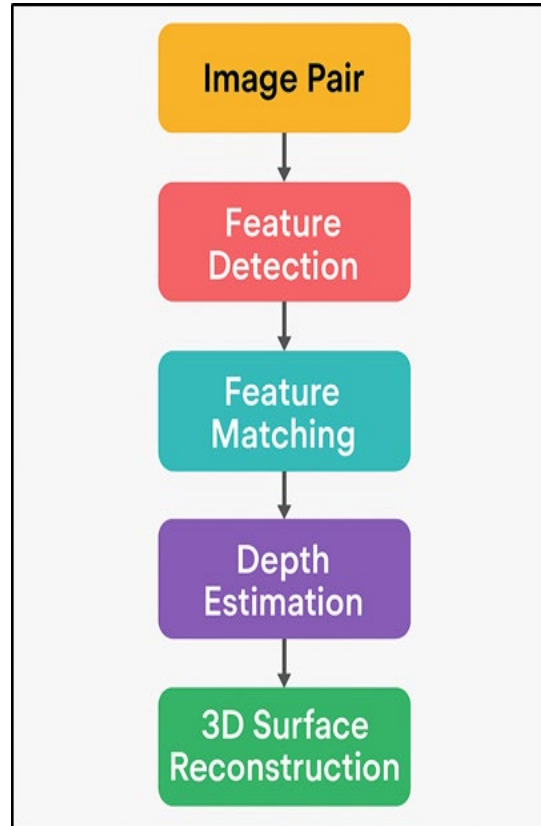 Image Pair
Feature
Detection
Feature
Matching
Depth
Estimation
3D Surface
Reconstruction